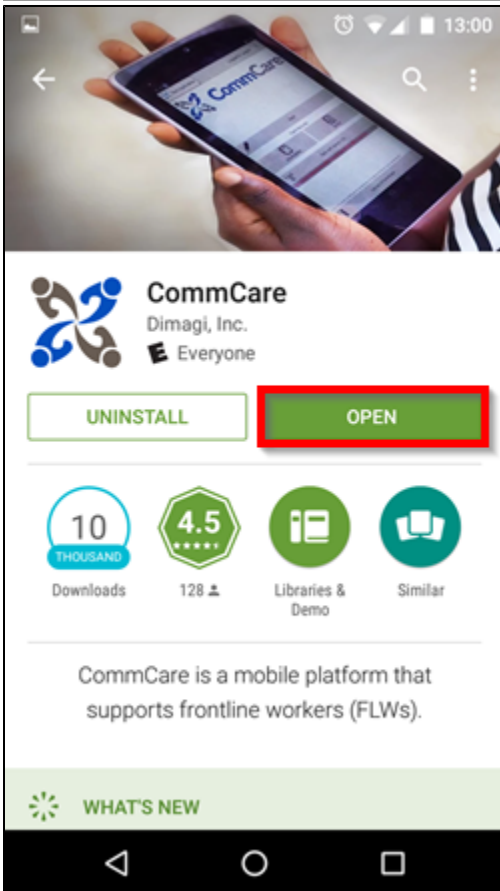 13:00
CommCare
CommCare
Dimagi, Inc.
E Everyone
UNINSTALL
OPEN
10
THOUSAND
4.5
Downloads
128
Libraries &
Demo
Similar
CommCare is a mobile platform that
supports frontline workers (FLWs).
WHAT'S NEW